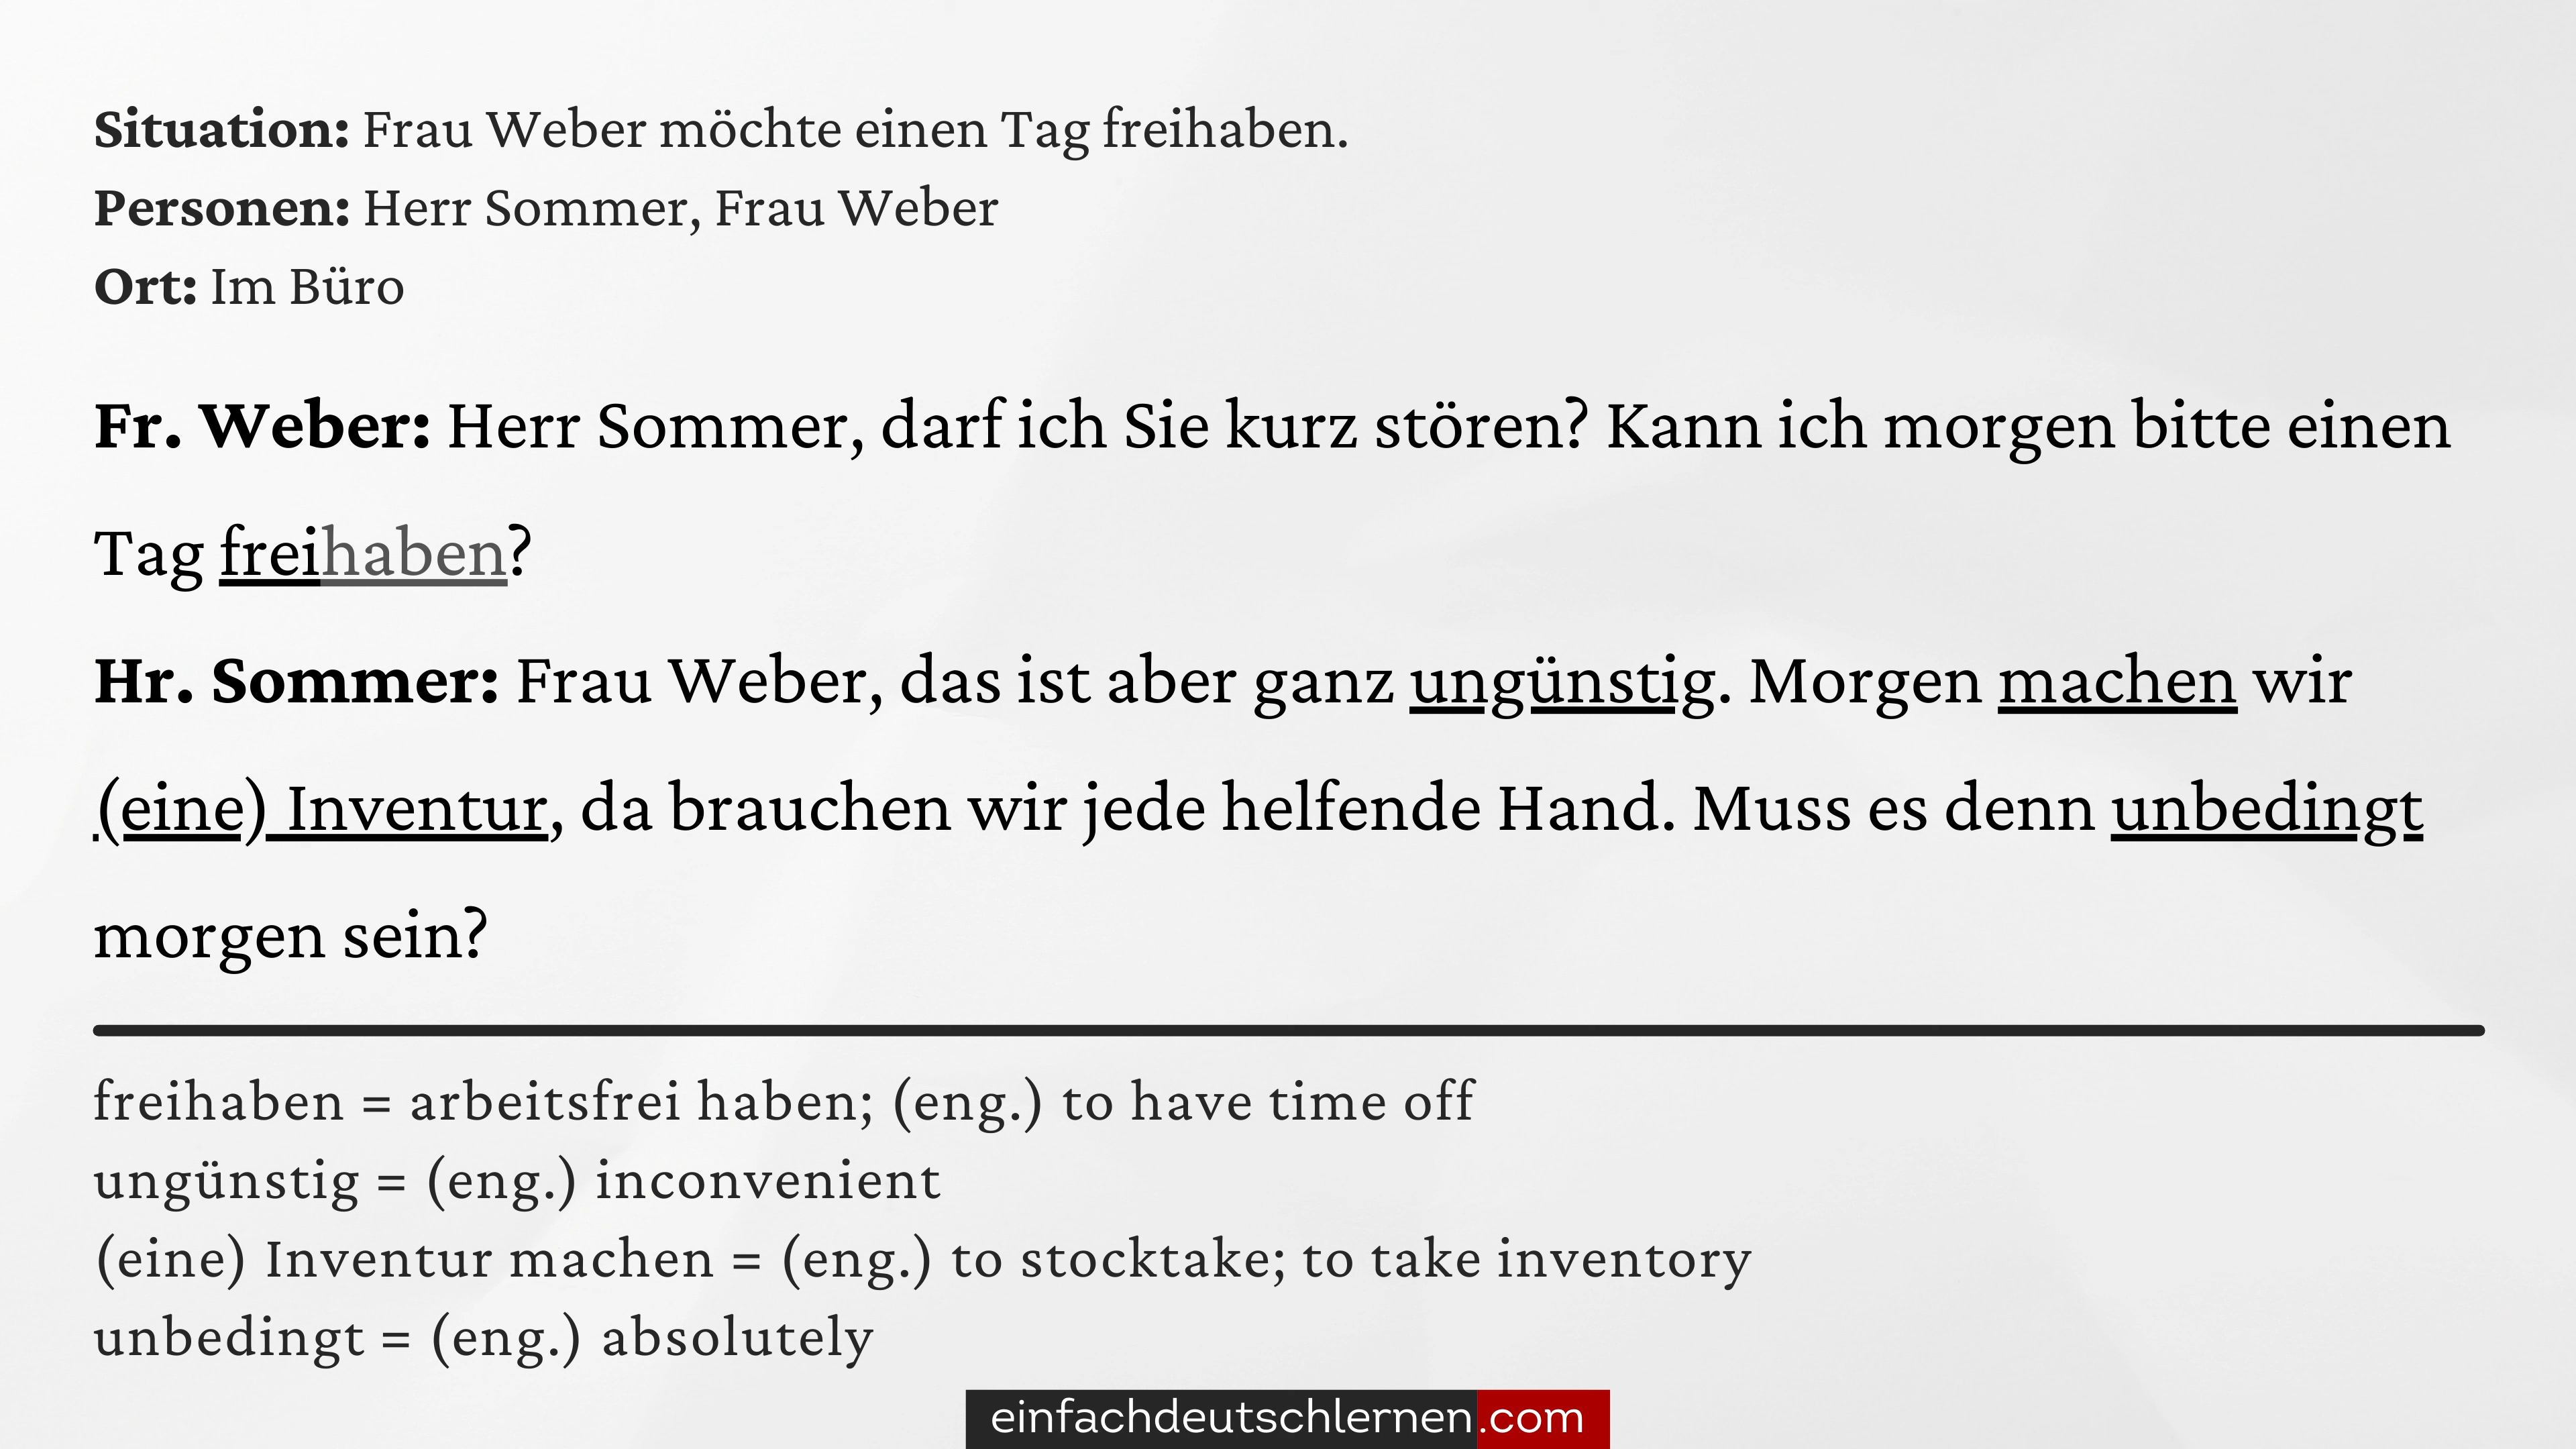 Situation: Frau Weber möchte einen Tag freihaben.
Personen: Herr Sommer, Frau Weber
Ort: Im Büro
Fr. Weber: Herr Sommer, darf ich Sie kurz stören? Kann ich morgen bitte einen
Tag freihaben?
Hr. Sommer: Frau Weber, das ist aber ganz ungünstig. Morgen machen wir
(eine) Inventur, da brauchen wir jede helfende Hand. Muss es denn unbedingt
morgen sein?
freihaben = arbeitsfrei haben; (eng.) to have time off
ungünstig = (eng.) inconvenient
(eine) Inventur machen = (eng.) to stocktake; to take inventory
unbedingt = (eng.) absolutely
einfachdeutschlernen.com